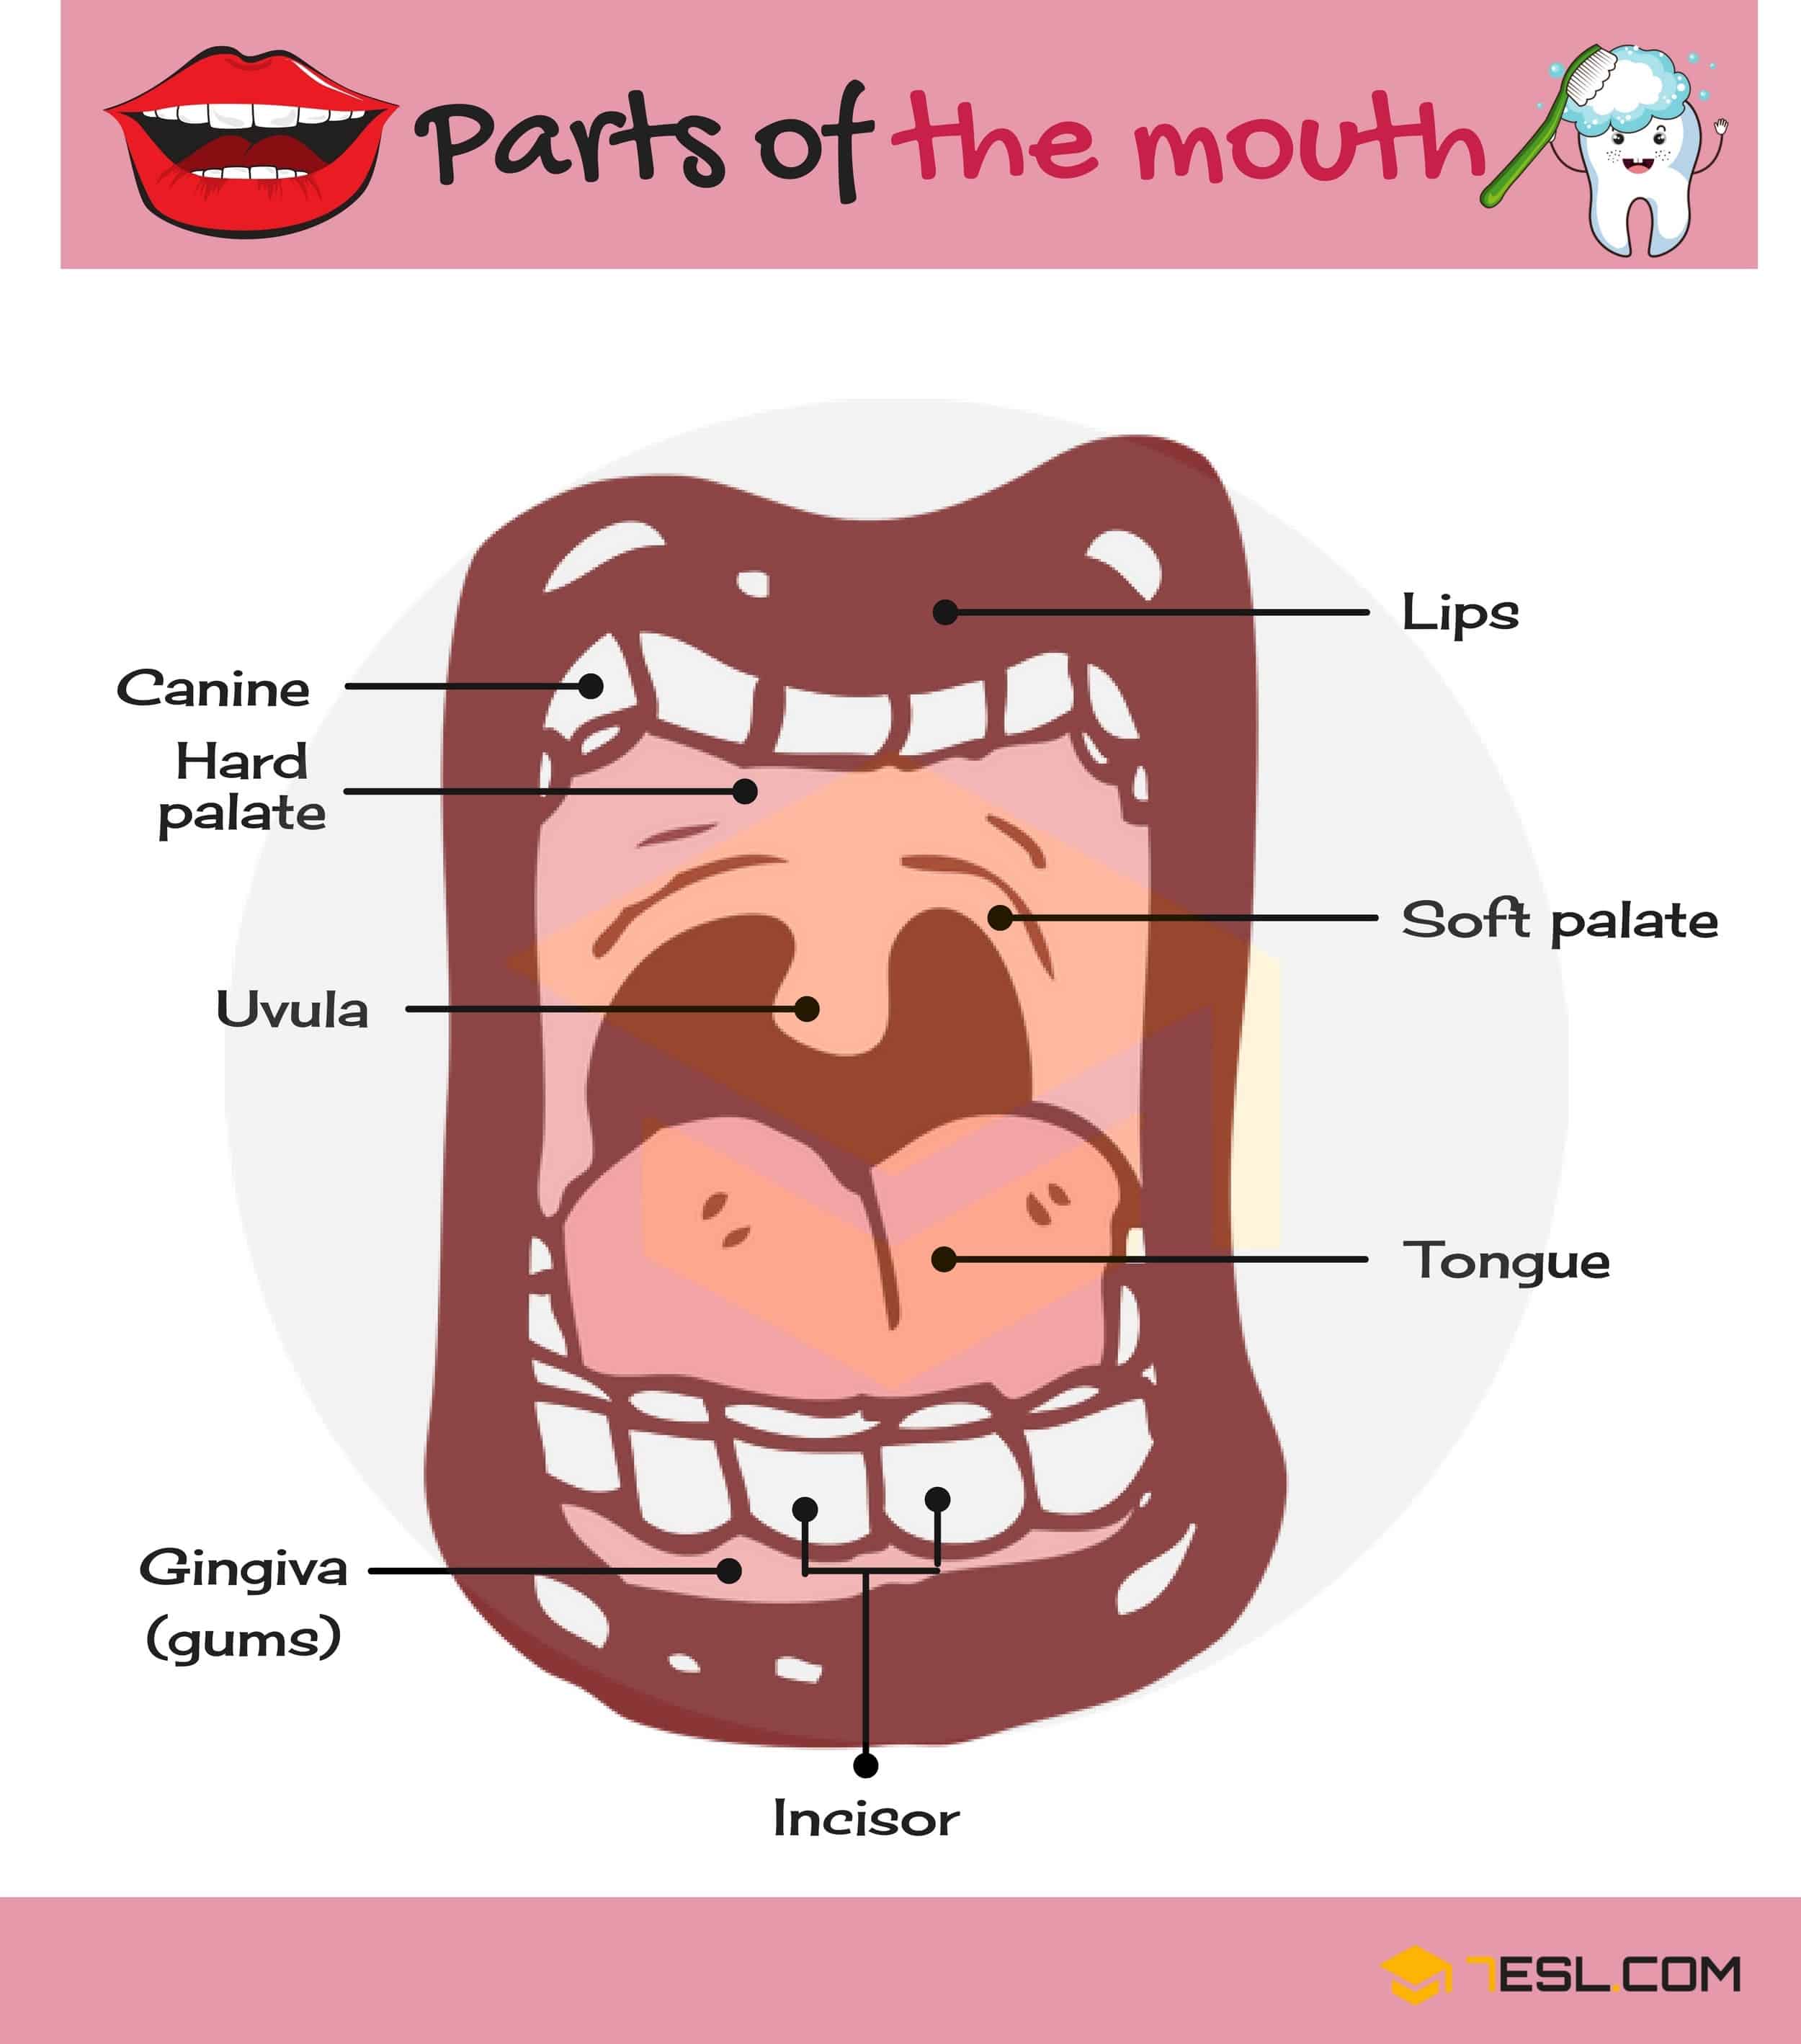 Parts of the mouth
Lips
Canine
Hard
palate
Soft palate
Uvula
Tongue
Gingiva
(gums)
Incisor
7ESL.COM